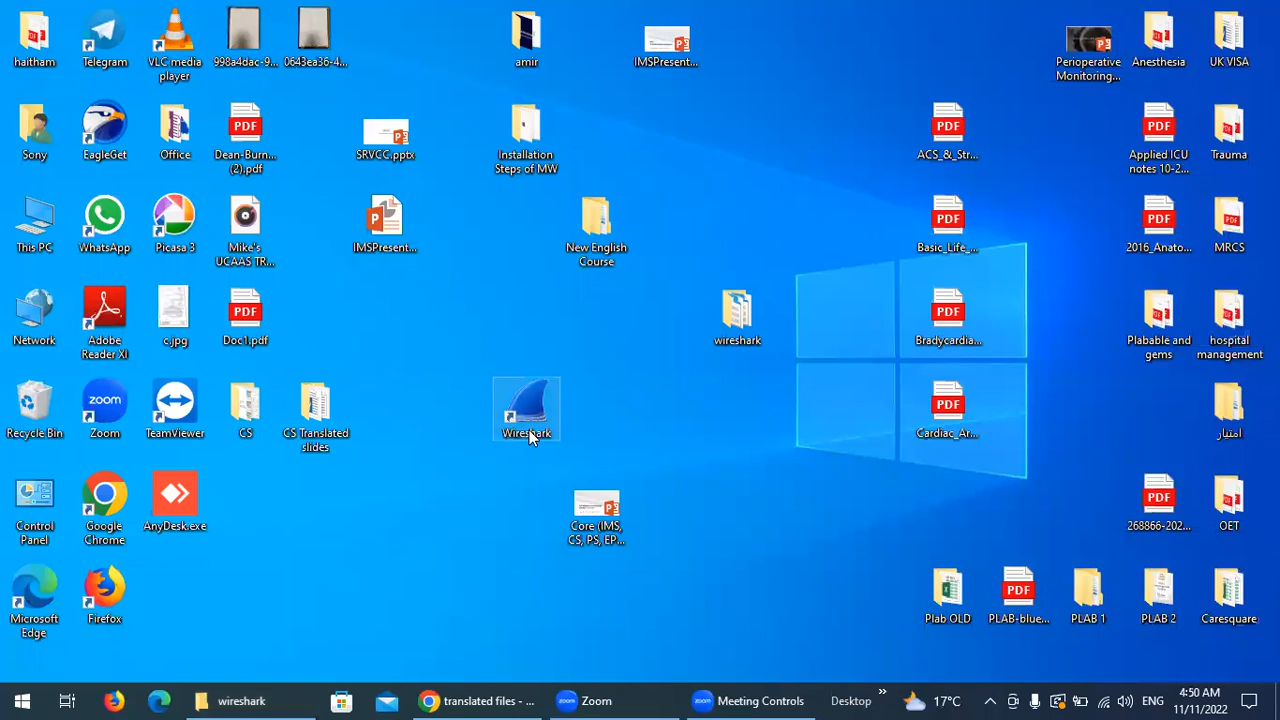 haitham
Telegram
VLC media
player
998a4dac-9...
0643ea36-4...
amir
IMSPresent...
Perioperative
Monitoring...
Anesthesia
UK VISA
Sony
EagleGet
Office
Dean-Burn...
(2).pdf
SRVCC.pptx
Installation
Steps of MW
ACS_&_Str...
Applied ICU
notes 10-2...
Trauma
This PC
WhatsApp
Picasa 3
Mike's
UCAAS TR...
IMSPresent...
New English
Course
Basic_Life_...
2016_Anato...
MRCS
Network
Adobe
Reader XI
c.jpg
Doc1.pdf
wireshark
Bradycardia...
Plabable and
gems
hospital
management
Recycle Bin
Zoom
TeamViewer
CS
CS Translated
slides
Wireshark
Cardiac_Ar...
امتياز
Control
Panel
Google
Chrome
AnyDesk.exe
Core (IMS,
CS, PS, EP...
268866-202...
OET
Microsoft
Edge
Firefox
Plab OLD
PLAB-blue...
PLAB 1
PLAB 2
Caresquare
PDF
PDF
PDF
PDF
PDF
PDF
PDF
PDF
PDF
PDF
zoom
wireshark
translated files - ...
zoom
Zoom
zoom
Meeting Controls
Desktop
17°C
ENG
4:50 AM
11/11/2022